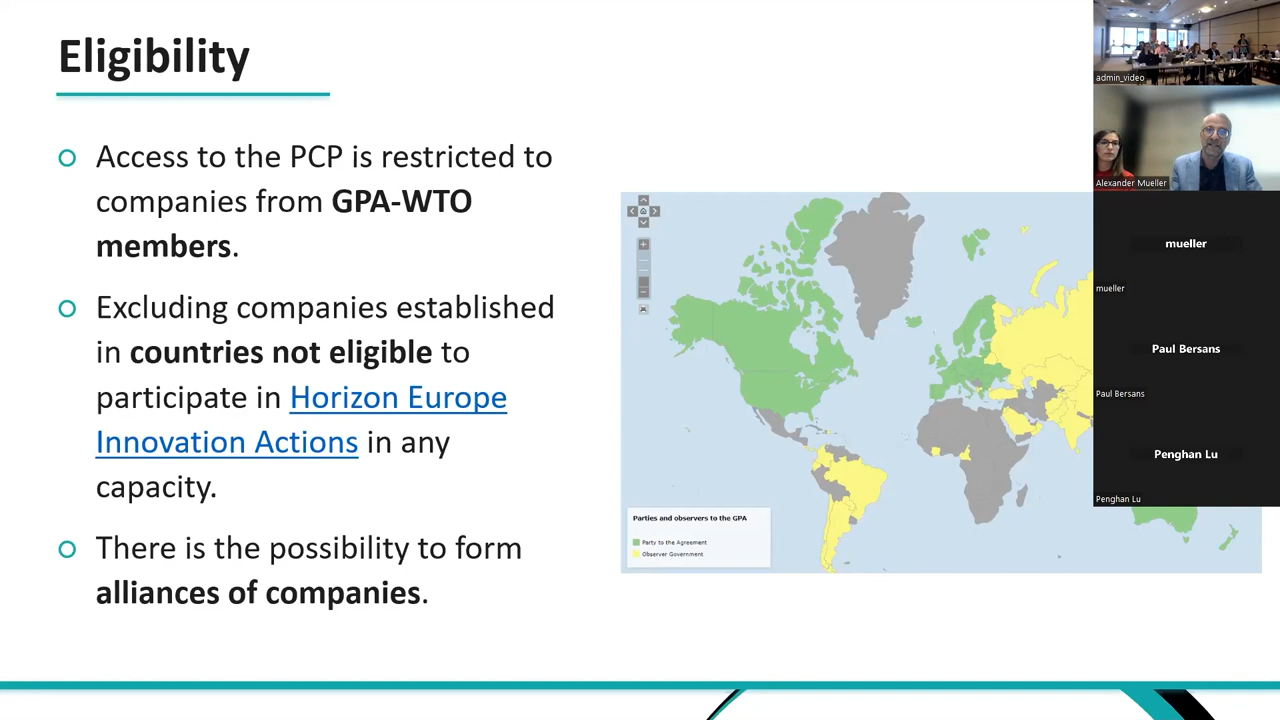 Eligibility
Access to the PCP is restricted to
companies from GPA-WTO
members.
Excluding companies established
in countries not eligible to
participate in Horizon Europe
Innovation Actions in any
capacity.
There is the possibility to form
alliances of companies.
Parties and observers to the GPA
Party to the Agreement
Observer Government
admin_video
Alexander Mueller
mueller
mueller
Paul Bersans
Paul Bersans
Penghan Lu
Penghan Lu